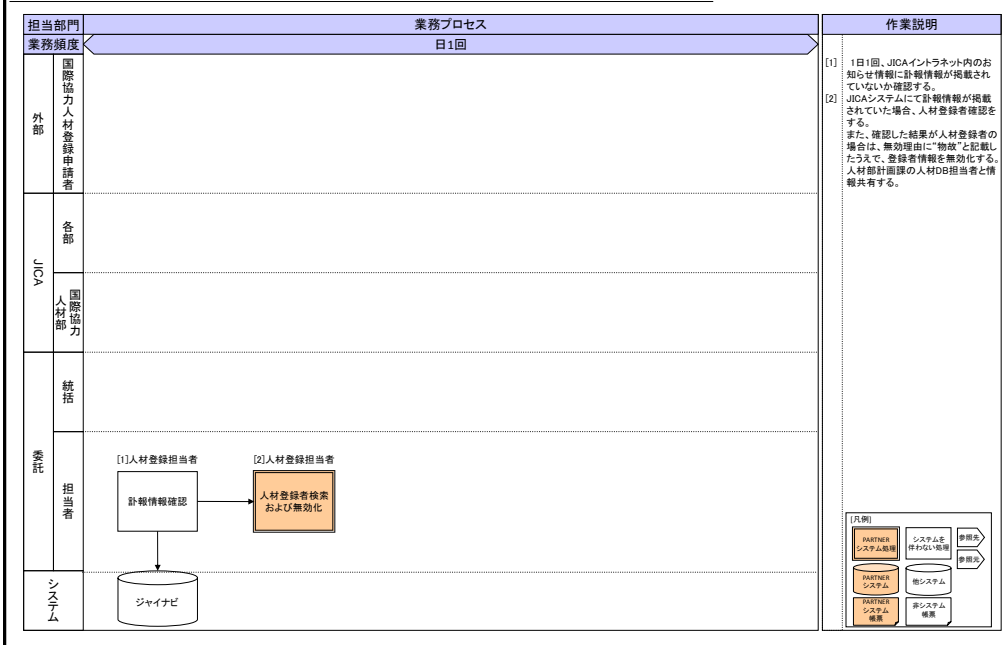 担当部門
業務プロセス
作業説明
業務頻度
日1回
外部
国際協力人材登録申請者
JICA
各部
国際協力
人材部
委託
統括
担当者
システム
[1]人材登録担当者
訃報情報確認
[2]人材登録担当者
人材登録者検索
および無効化
ジャイナビ
[1] 1日1回、JICAイントラネット内のお
知らせ情報に訃報情報が掲載され
ていないか確認する。
[2] JICAシステムにて訃報情報が掲載
されていた場合、人材登録者確認を
する。
また、確認した結果が人材登録者の
場合は、無効理由に“物故”と記載し
たうえで、登録者情報を無効化する。
人材部計画課の人材DB担当者と情
報共有する。
[凡例]
PARTNER
システム処理
システムを
伴わない処理
参照先
参照元
PARTNER
システム
他システム
PARTNER
システム
帳票
非システム
帳票